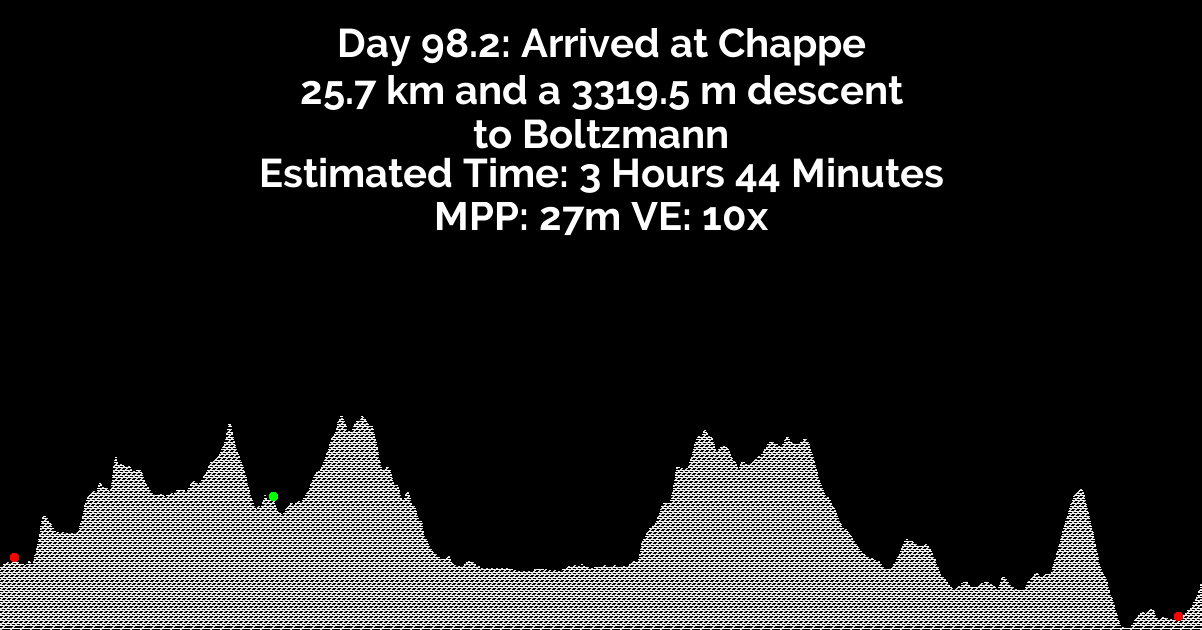 Day 98.2: Arrived at Chappe
25.7 km and a 3319.5 m descent
to Boltzmann
Estimated Time: 3 Hours 44 Minutes
MPP: 27m VE: 10x